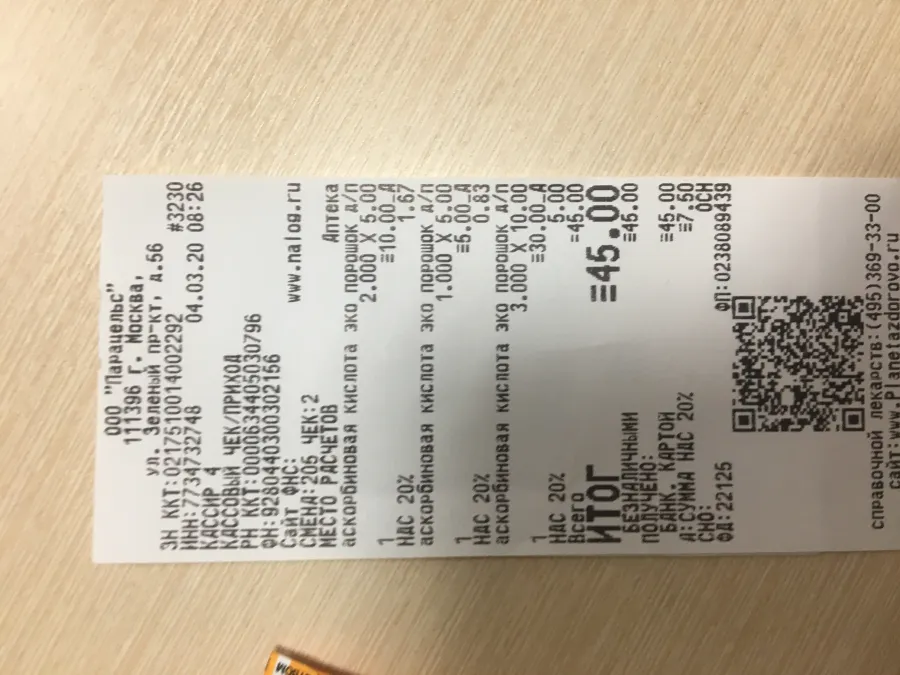 ООО "Парацельс"
111396 Г. Москва,
ул. Зеленый пр-кт, д.56
ЗН ККТ:0217510014002292 #3230
ИНН:7734732748 04.03.20 08:26
КАССИР 4
КАССОВЫЙ ЧЕК/ПРИХОД
РН ККТ:0000634405030796
ФН:9280440300302166
Сайт ФНС: www.nalog.ru
СМЕНА:205 ЧЕК:2
МЕСТО РАСЧЕТОВ Аптека
аскорбиновая кислота эко порошок д/п
2.000 X 5.00
1 ≡10.00_А
НДС 20% 1.67
аскорбиновая кислота эко порошок д/п
1.000 X 5.00
1 ≡5.00_А
НДС 20% 0.83
аскорбиновая кислота эко порошок д/п
3.000 X 10.00
1 ≡30.00_А
НДС 20% 5.00
Всего ≡45.00
ИТОГ ≡45.00
БЕЗНАЛИЧНЫМИ ≡45.00
ПОЛУЧЕНО:
БАНК. КАРТОЙ ≡45.00
А:СУММА НДС 20% ≡7.50
СНО: ОСН
ФД:22125 ФП:0238089439
справочной лекарств:(495)369-33-00
сайт:www.Planetazdorovo.ru